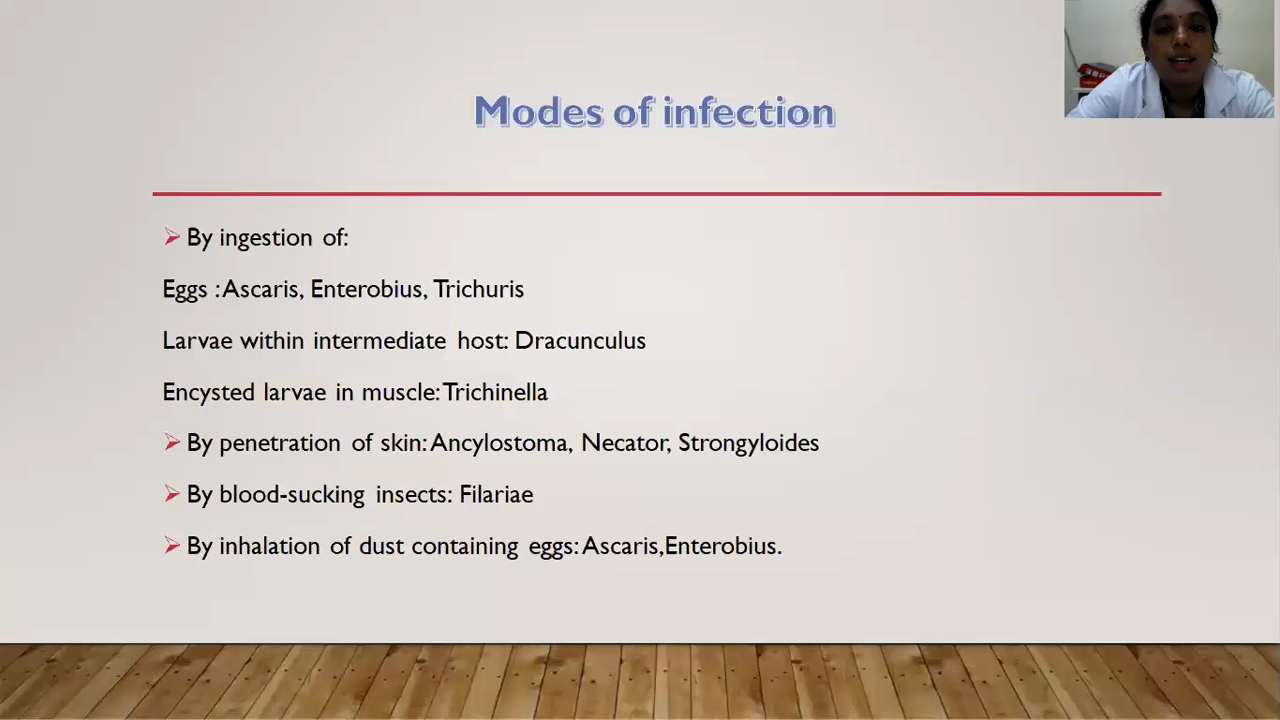 Modes of infection
By ingestion of:
Eggs : Ascaris, Enterobius, Trichuris
Larvae within intermediate host: Dracunculus
Encysted larvae in muscle: Trichinella
By penetration of skin: Ancylostoma, Necator, Strongyloides
By blood-sucking insects: Filariae
By inhalation of dust containing eggs: Ascaris,Enterobius.